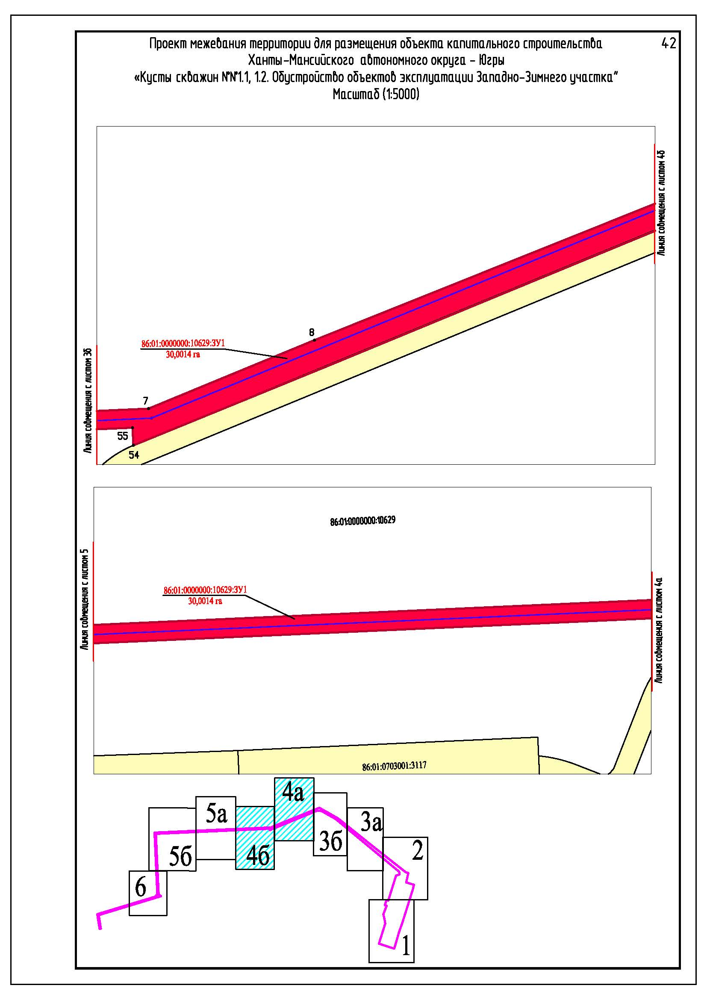 Проект межевания территории для размещения объекта капитального строительства
42
Ханты-Мансийского автономного округа - Югры
«Кусты скважин №№1.1, 1.2. Обустройство объектов эксплуатации Западно-Зимнего участка"
Масштаб (1:5000)
Линия совмещения с листом 4б
8
86:01:0000000:10629:ЗУ1
30,0014 га
Линия совмещения с листом 3б
7
55
54
86:01:0000000:10629
Линия совмещения с листом 5
86:01:0000000:10629:ЗУ1
30,0014 га
Линия совмещения с листом 4а
86:01:0703001:3117
4а
5а
3а
3б
2
5б
4б
6
1